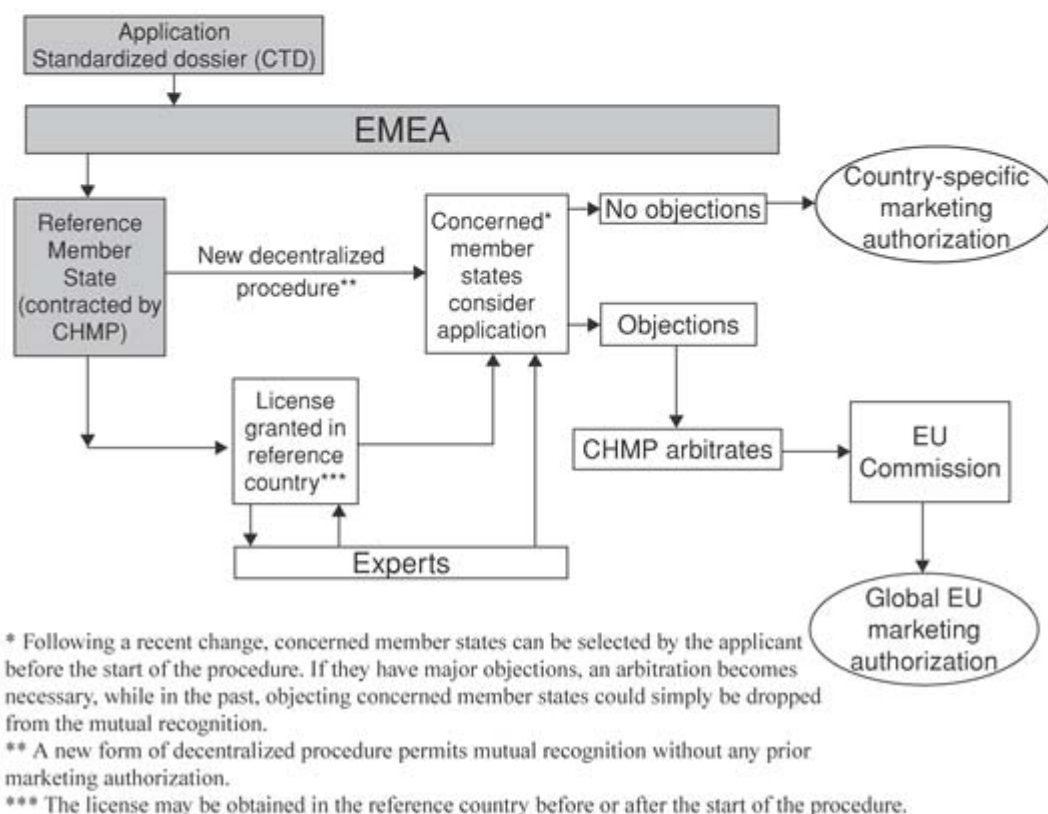 Application
Standardized dossier (CTD)
EMEA
Reference
Member
State
(contracted by
CHMP)
New decentralized
procedure**
Concerned*
member
states
consider
application
No objections
Country-specific
marketing
authorization
Objections
License
granted in
reference
country***
CHMP arbitrates
EU
Commission
Experts
Global EU
marketing
authorization
* Following a recent change, concerned member states can be selected by the applicant
before the start of the procedure. If they have major objections, an arbitration becomes
necessary, while in the past, objecting concerned member states could simply be dropped
from the mutual recognition.
** A new form of decentralized procedure permits mutual recognition without any prior
marketing authorization.
*** The license may be obtained in the reference country before or after the start of the procedure.